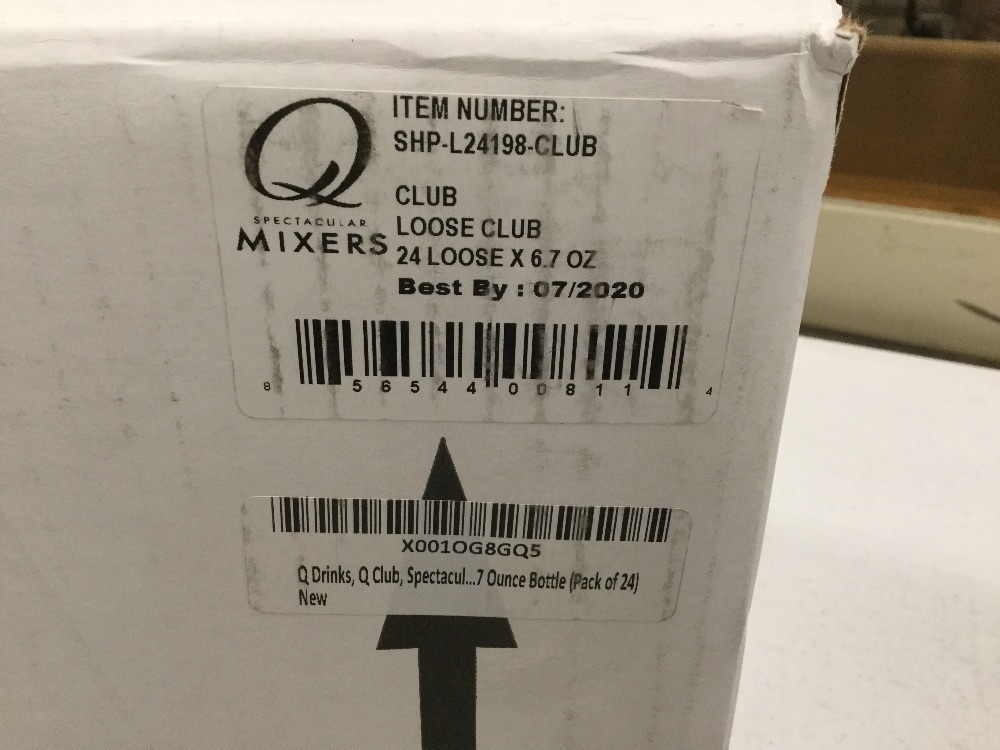 Q
SPECTACULAR
MIXERS
ITEM NUMBER:
SHP-L24198-CLUB
CLUB
LOOSE CLUB
24 LOOSE X 6.7 OZ
Best By : 07/2020
8 56544 00811 4
X001OG8GQ5
Q Drinks, Q Club, Spectacul...7 Ounce Bottle (Pack of 24)
New